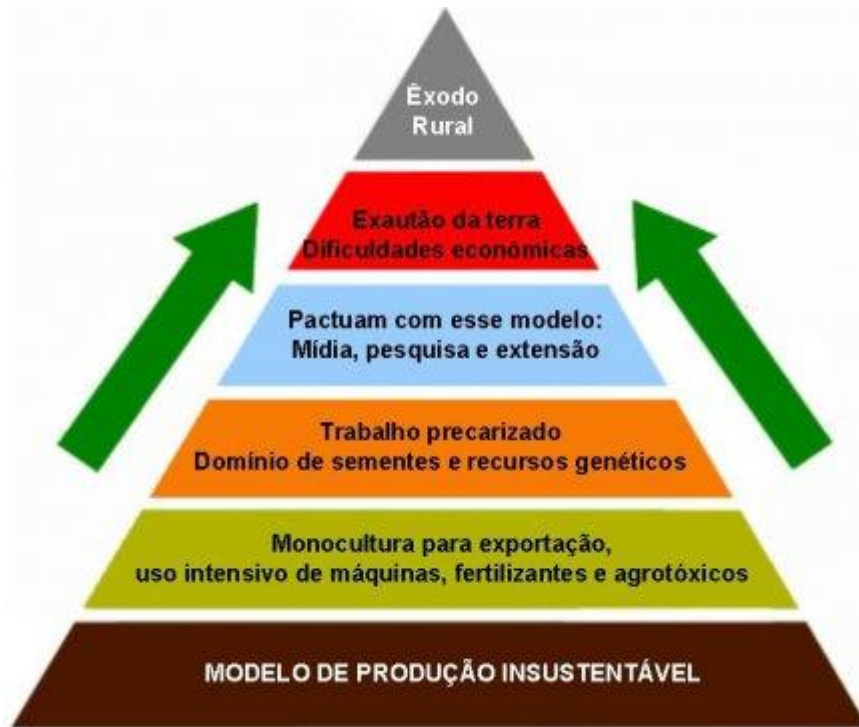 Êxodo
Rural
Exautão da terra
Dificuldades econômicas
Pactuam com esse modelo:
Mídia, pesquisa e extensão
Trabalho precarizado
Domínio de sementes e recursos genéticos
Monocultura para exportação,
uso intensivo de máquinas, fertilizantes e agrotóxicos
MODELO DE PRODUÇÃO INSUSTENTÁVEL